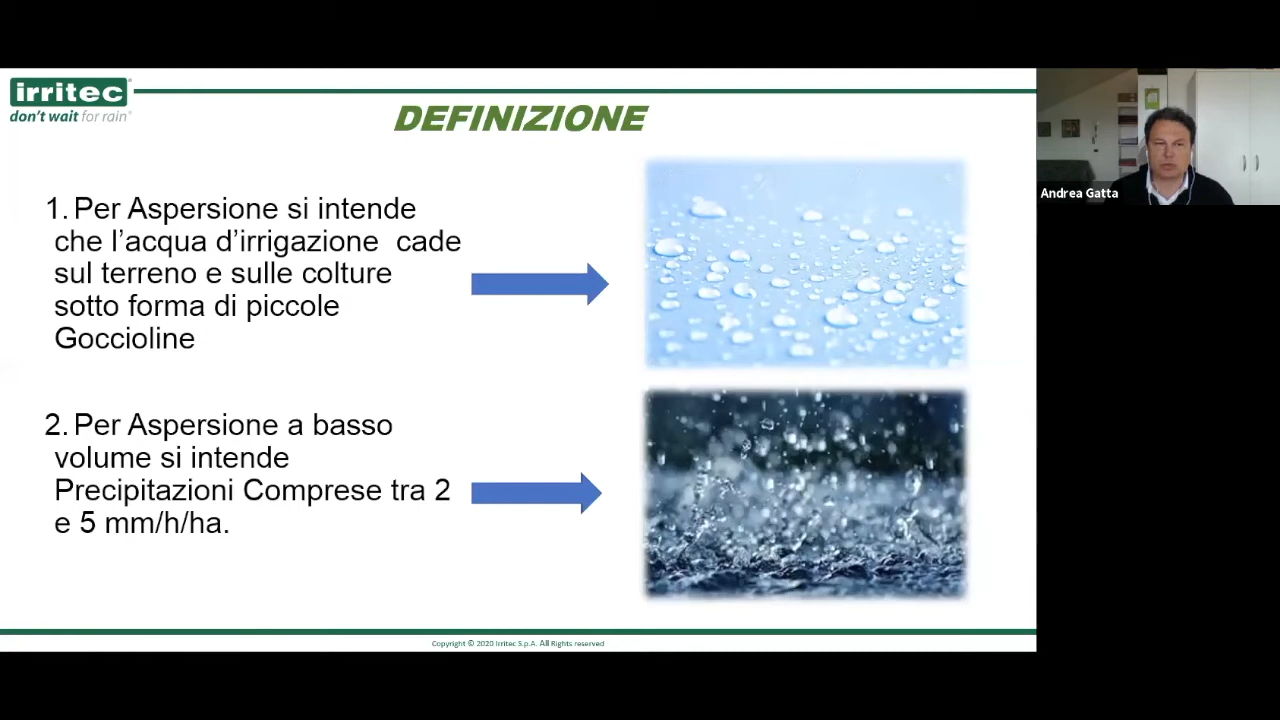 irritec
don't wait for rain®
DEFINIZIONE
1. Per Aspersione si intende
che l'acqua d'irrigazione  cade
sul terreno e sulle colture
sotto forma di piccole
Goccioline
2. Per Aspersione a basso
volume si intende
Precipitazioni Comprese tra 2
e 5 mm/h/ha.
Copyright © 2020 Irritec S.p.A. All Rights reserved
Andrea Gatta